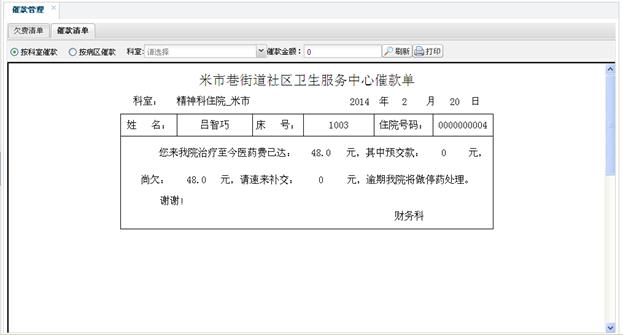 催款管理 ×
欠费清单 催款清单
按科室催款 按病区催款 科室: 请选择 催款金额: 0 刷新 打印
米市巷街道社区卫生服务中心催款单
科室: 精神科住院_米市 2014 年 2 月 20 日
姓 名: 吕智巧 床 号: 1003 住院号码: 0000000004
您来我院治疗至今医药费已达: 48.0 元,其中预交款: 0 元,
尚欠: 48.0 元,请速来补交: 0 元,逾期我院将做停药处理。
谢谢!
财务科